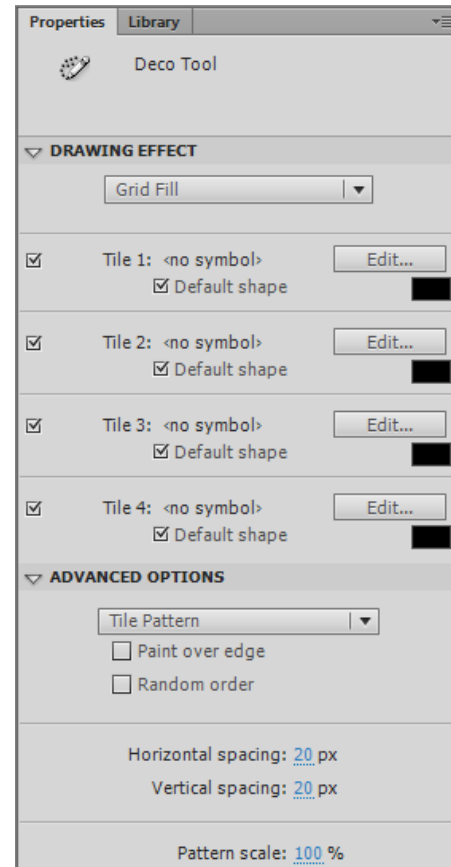 Properties Library
Deco Tool
DRAWING EFFECT
Grid Fill
Tile 1: <no symbol> Edit...
Default shape
Tile 2: <no symbol> Edit...
Default shape
Tile 3: <no symbol> Edit...
Default shape
Tile 4: <no symbol> Edit...
Default shape
ADVANCED OPTIONS
Tile Pattern
Paint over edge
Random order
Horizontal spacing: 20 px
Vertical spacing: 20 px
Pattern scale: 100 %